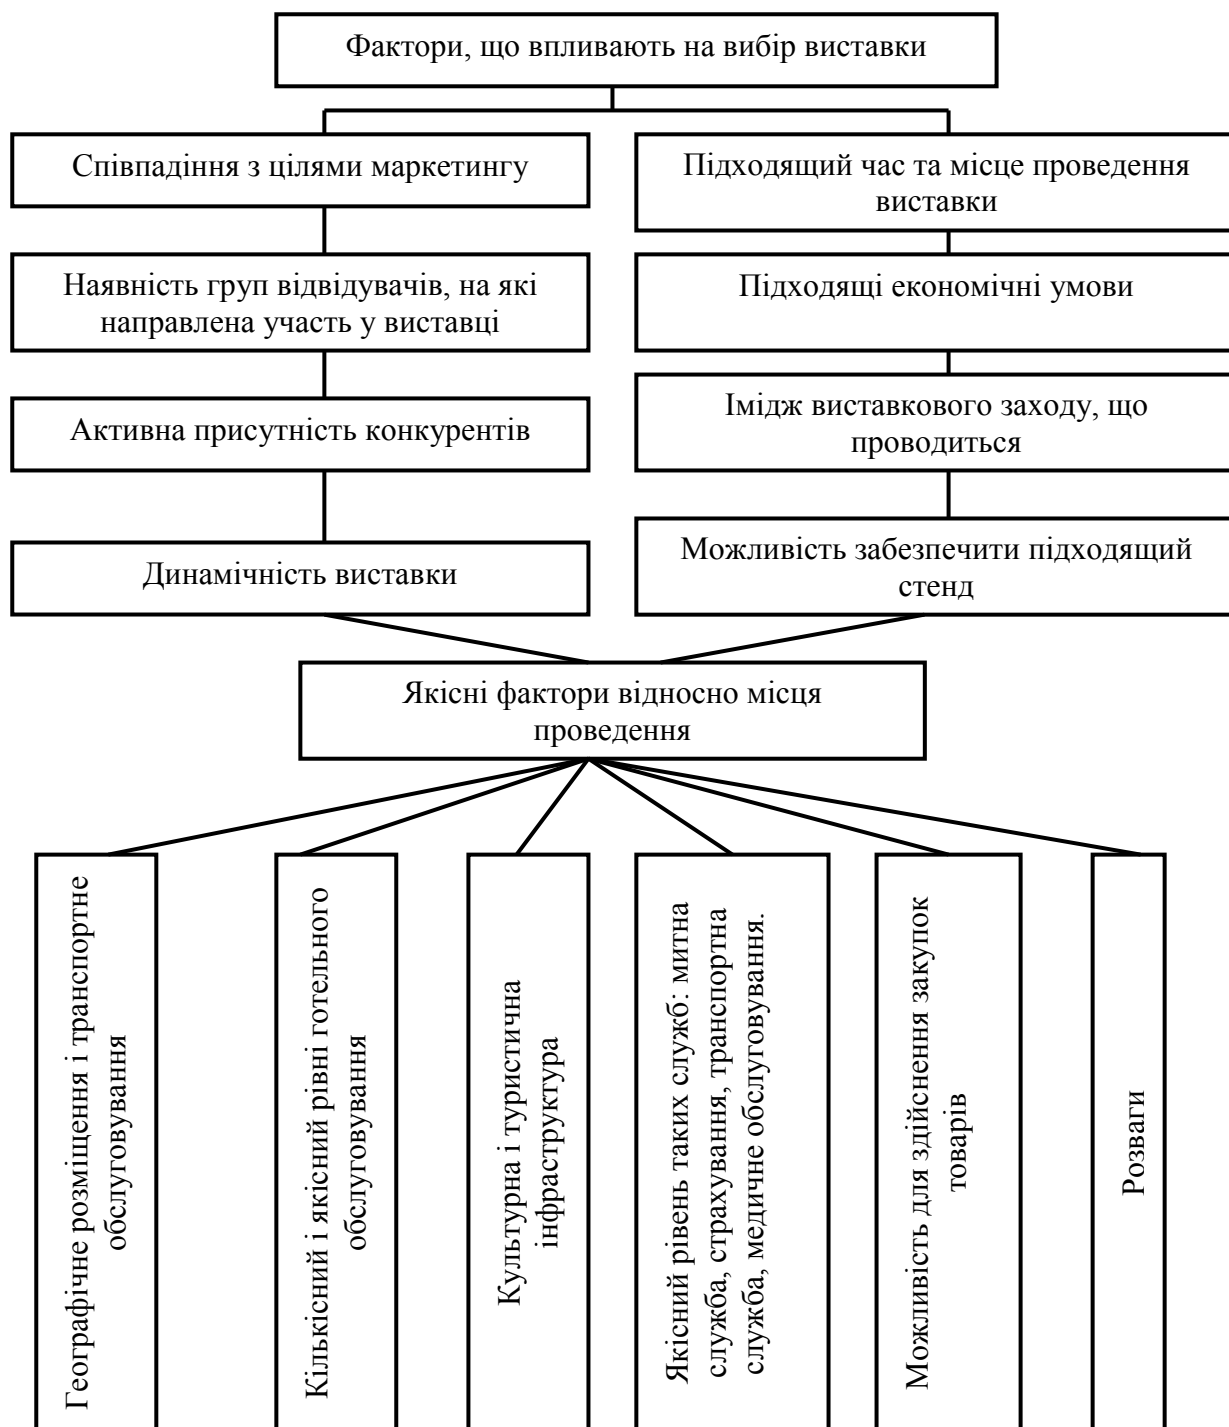 Фактори, що впливають на вибір виставки
Співпадіння з цілями маркетингу
Підходящий час та місце проведення
виставки
Наявність груп відвідувачів, на які
направлена участь у виставці
Підходящі економічні умови
Активна присутність конкурентів
Імідж виставкового заходу, що
проводиться
Динамічність виставки
Можливість забезпечити підходящий
стенд
Якісні фактори відносно місця
проведення
Географічне розміщення і транспортне
обслуговування
Кількісний і якісний рівні готельного
обслуговування
Культурна і туристична
інфраструктура
Якісний рівень таких служб: митна
служба, страхування, транспортна
служба, медичне обслуговування.
Можливість для здійснення закупок
товарів
Розваги